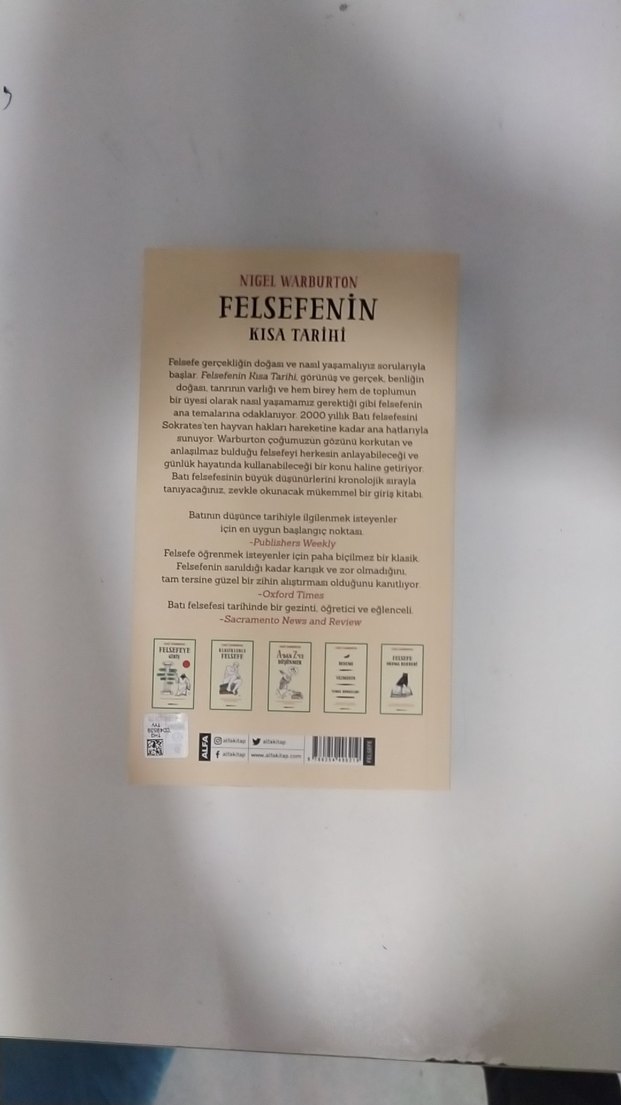 NIGEL WARBURTON
FELSEFENİN
KISA TARİHİ
Felsefe gerçekliğin doğası ve nasıl yaşamalıyız sorularıyla
başlar. Felsefenin Kısa Tarihi, görünüş ve gerçek, benliğin
doğası, tanrının varlığı ve hem birey hem de toplumun
bir üyesi olarak nasıl yaşamamız gerektiği gibi felsefenin
ana temalarına odaklanıyor. 2000 yıllık Batı felsefesini
Sokrates'ten hayvan hakları hareketine kadar ana hatlarıyla
sunuyor. Warburton çoğumuzun gözünü korkutan ve
anlaşılmaz bulduğu felsefeyi herkesin anlayabileceği ve
günlük hayatında kullanabileceği bir konu haline getiriyor.
Batı felsefesinin büyük düşünürlerini kronolojik sırayla
tanıyacağınız, zevkle okunacak mükemmel bir giriş kitabı.
Batının düşünce tarihiyle ilgilenmek isteyenler
için en uygun başlangıç noktası.
-Publishers Weekly
Felsefe öğrenmek isteyenler için paha biçilmez bir klasik.
Felsefenin sanıldığı kadar karışık ve zor olmadığını,
tam tersine güzel bir zihin alıştırması olduğunu kanıtlıyor.
-Oxford Times
Batı felsefesi tarihinde bir gezinti, öğretici ve eğlenceli.
-Sacramento News and Review
FELSEFEYE
GİRİŞ
KLASİKLERLE
FELSEFE
A'dan Z'ye
DÜŞÜNMEK
FELSEFE
ALFA
alfakitap
alfakitap
alfakitap
www.alfakitap.com
FELSEFE